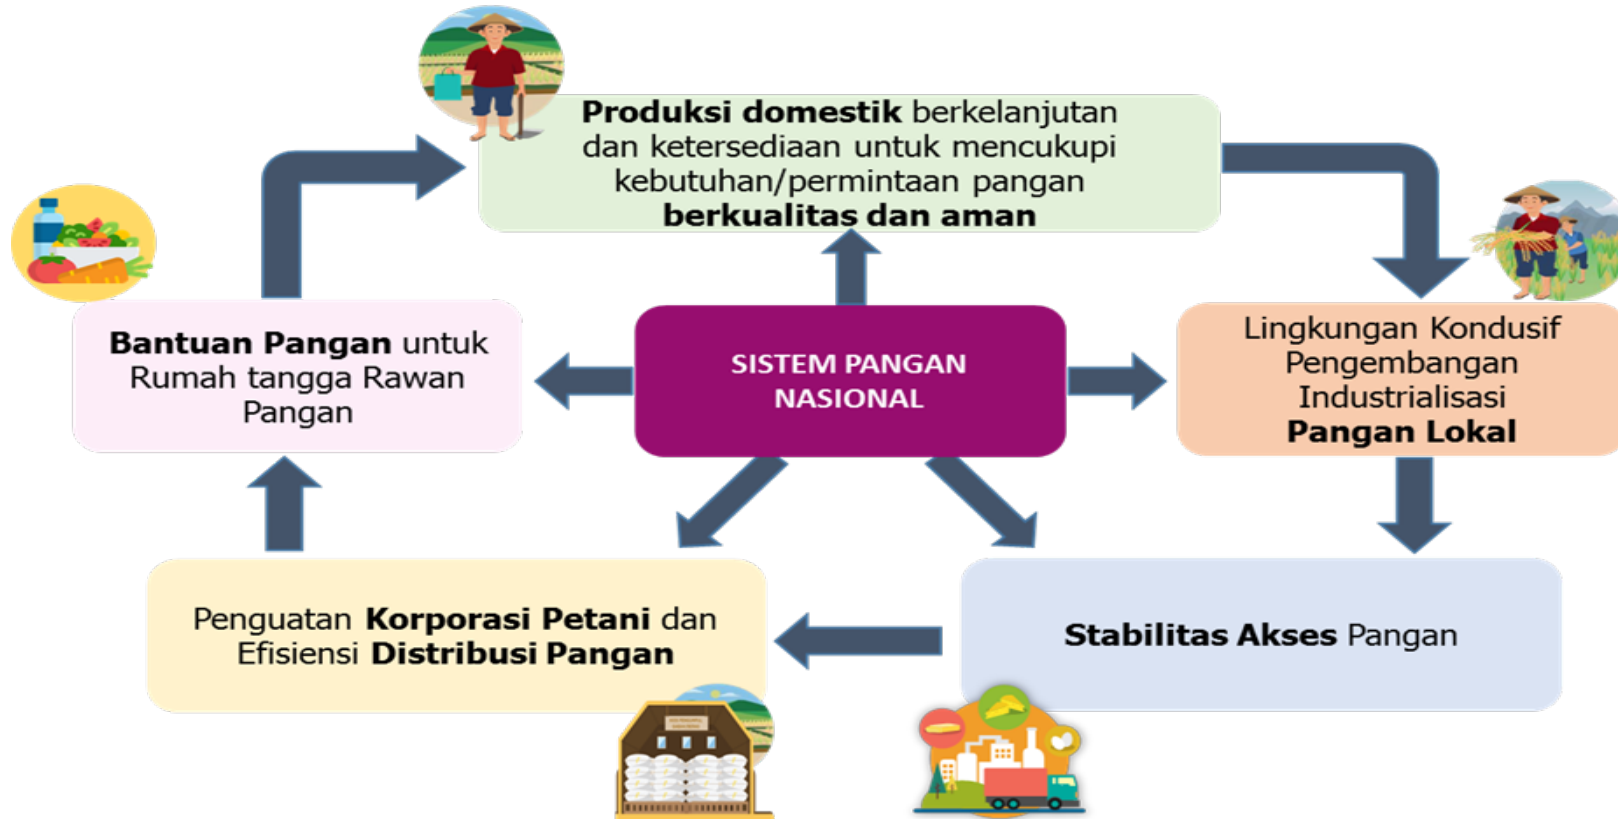 Produksi domestik berkelanjutan
dan ketersediaan untuk mencukupi
kebutuhan/permintaan pangan
berkualitas dan aman
Bantuan Pangan untuk
Rumah tangga Rawan
Pangan
SISTEM PANGAN
NASIONAL
Lingkungan Kondusif
Pengembangan
Industrialisasi
Pangan Lokal
Penguatan Korporasi Petani dan
Efisiensi Distribusi Pangan
Stabilitas Akses Pangan